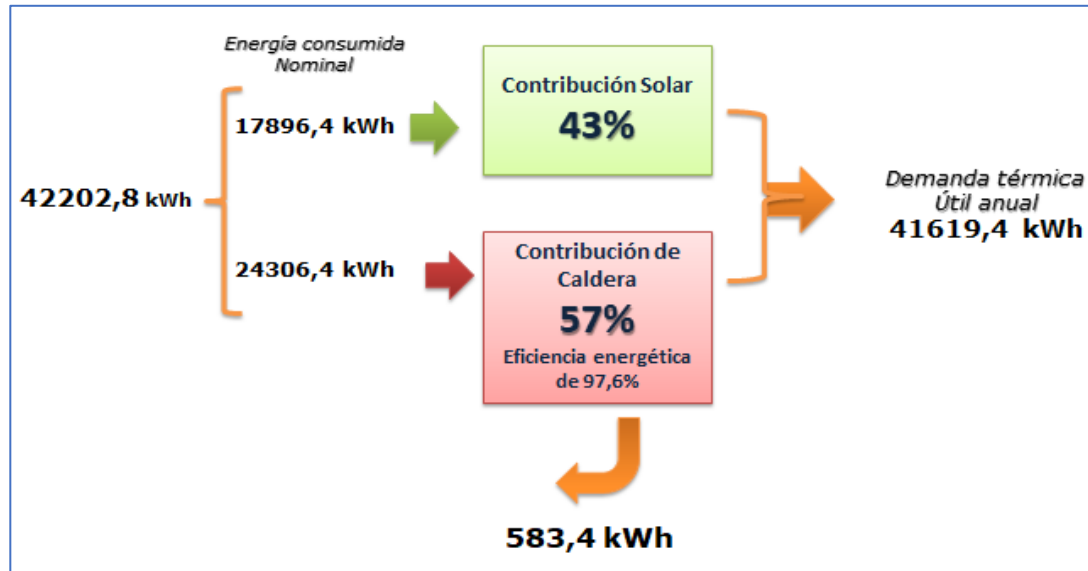 Energía consumida
Nominal
17896,4 kWh
42202,8 kWh
24306,4 kWh
Contribución Solar
43%
Contribución de
Caldera
57%
Eficiencia energética
de 97,6%
583,4 kWh
Demanda térmica
Útil anual
41619,4 kWh